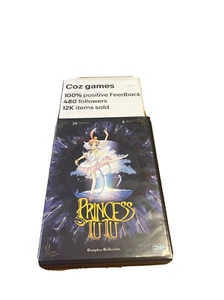 Coz games
100% positive Feedback
480 followers
12K items sold
PRINCESS
TUTU
Complete Collection